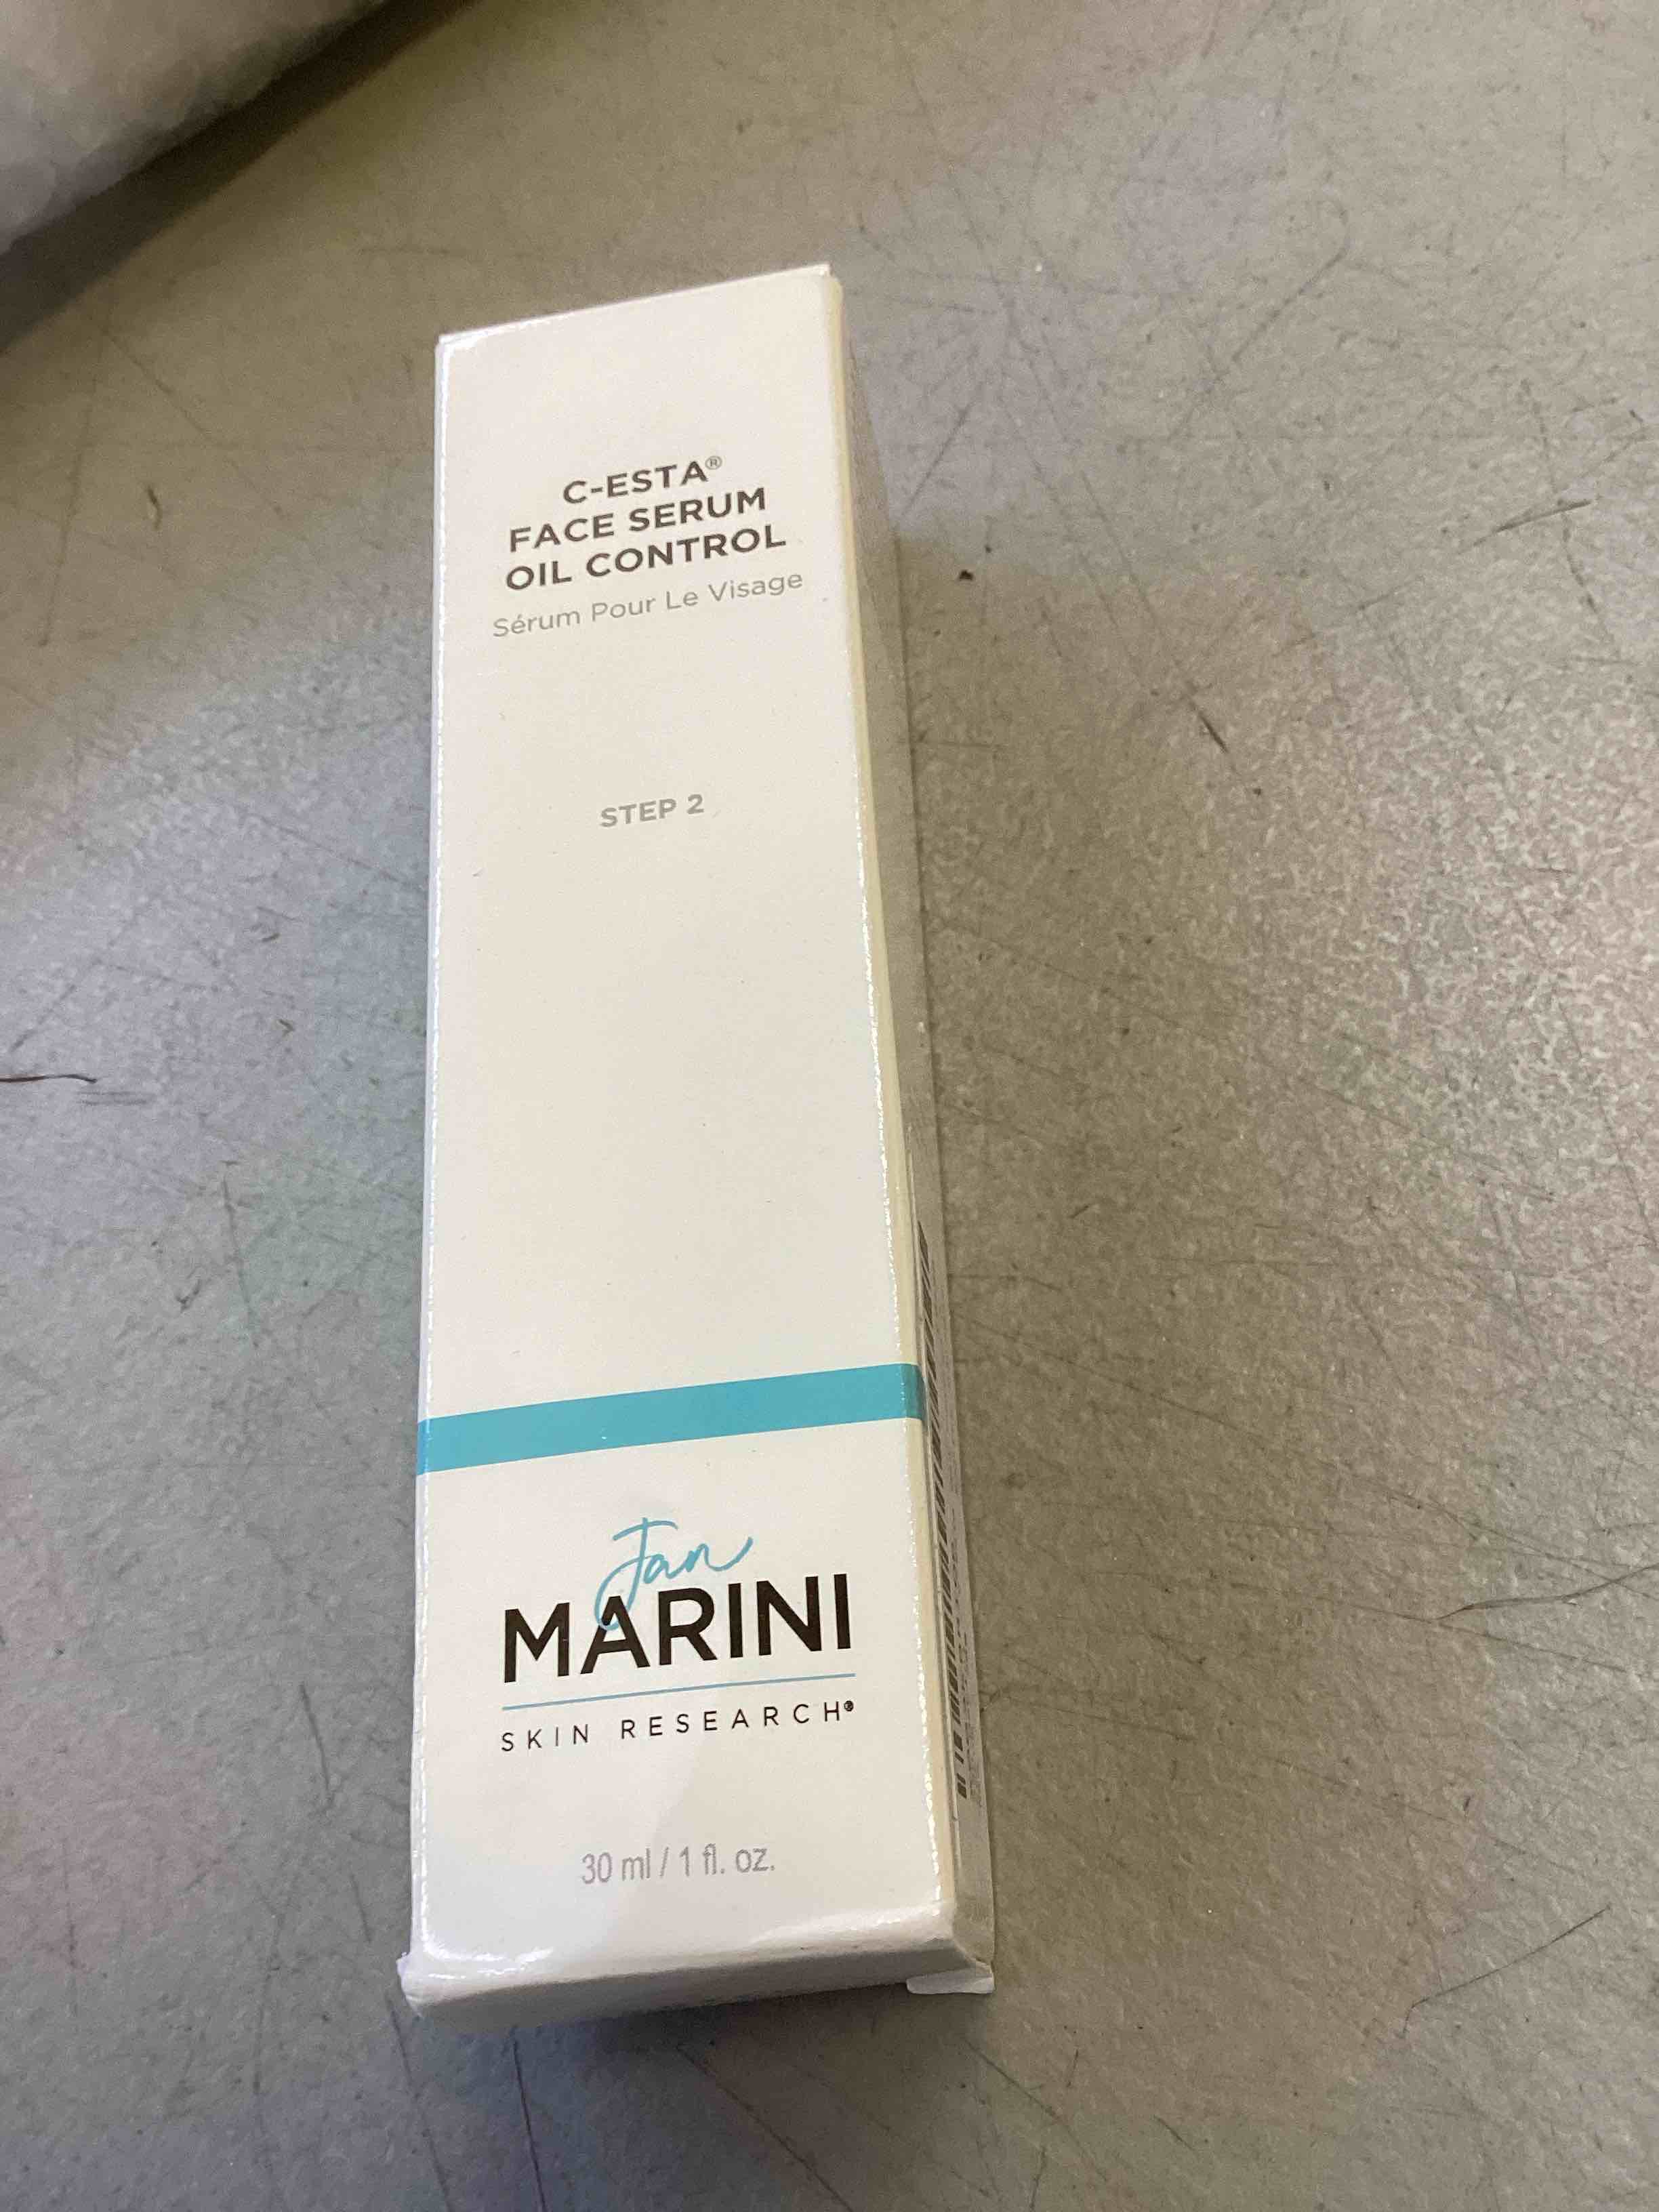 C-ESTA®
FACE SERUM
OIL CONTROL
Sérum Pour Le Visage
STEP 2
Jan
MARINI
SKIN RESEARCH®
30 ml / 1 fl. oz.